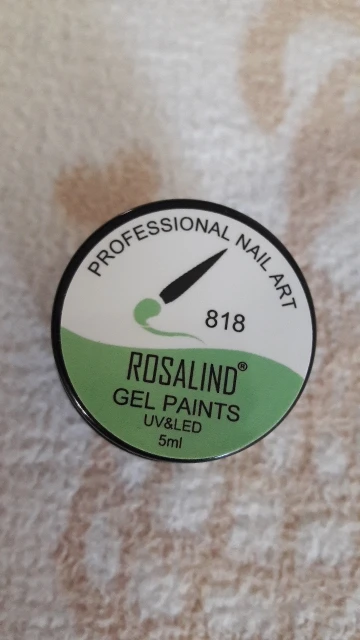 PROFESSIONAL NAIL ART
818
ROSALIND®
GEL PAINTS
UV&LED
5ml